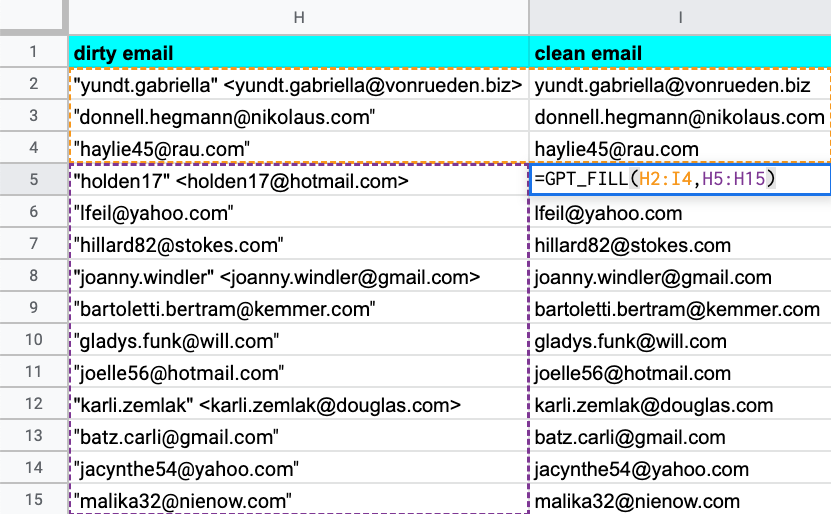 H I
1 dirty email clean email
2 "yundt.gabriella" <yundt.gabriella@vonrueden.biz> yundt.gabriella@vonrueden.biz
3 "donnell.hegmann@nikolaus.com" donnell.hegmann@nikolaus.com
4 "haylie45@rau.com" haylie45@rau.com
5 "holden17" <holden17@hotmail.com> =GPT_FILL(H2:I4,H5:H15)
6 "lfeil@yahoo.com" lfeil@yahoo.com
7 "hillard82@stokes.com" hillard82@stokes.com
8 "joanny.windler" <joanny.windler@gmail.com> joanny.windler@gmail.com
9 "bartoletti.bertram@kemmer.com" bartoletti.bertram@kemmer.com
10 "gladys.funk@will.com" gladys.funk@will.com
11 "joelle56@hotmail.com" joelle56@hotmail.com
12 "karli.zemlak" <karli.zemlak@douglas.com> karli.zemlak@douglas.com
13 "batz.carli@gmail.com" batz.carli@gmail.com
14 "jacynthe54@yahoo.com" jacynthe54@yahoo.com
15 "malika32@nienow.com" malika32@nienow.com